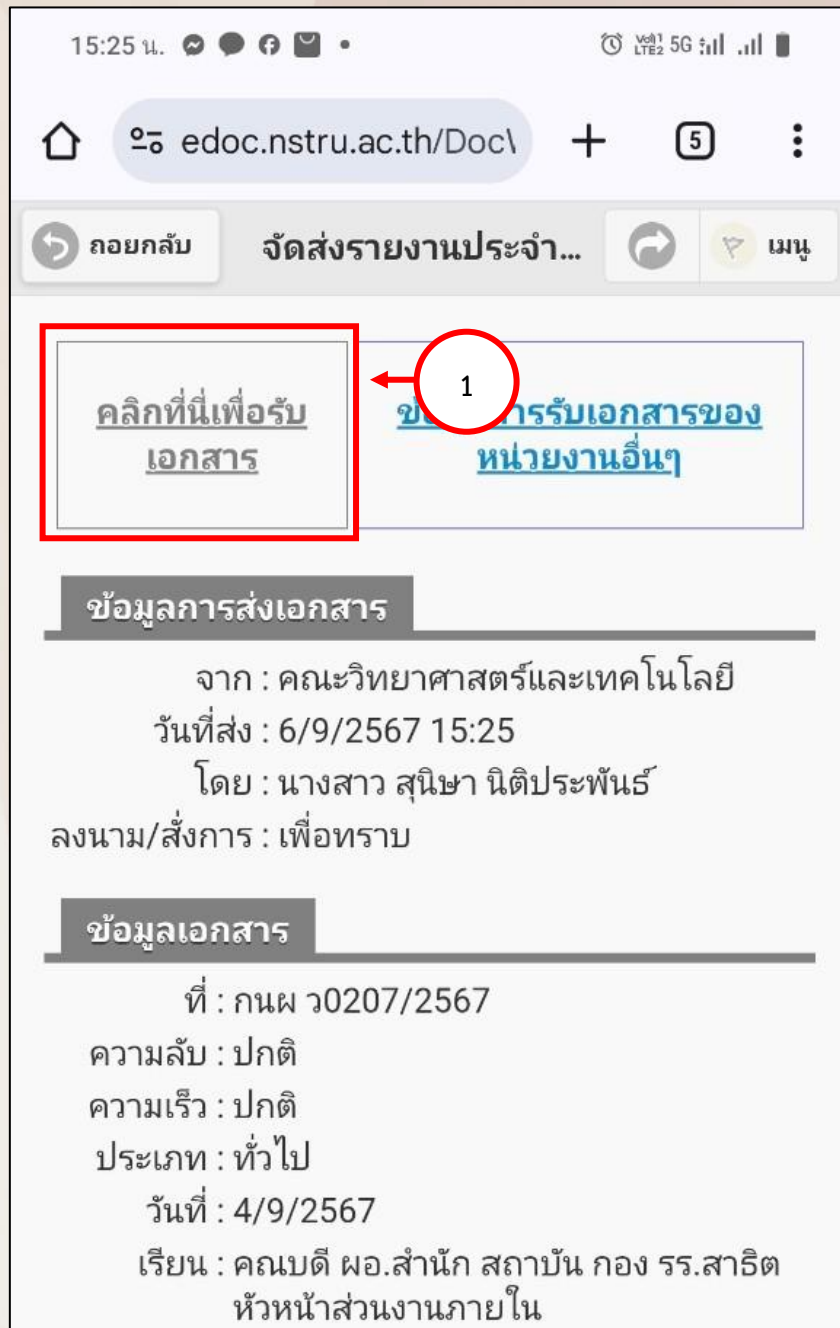 15:25 น.
Vo))1 LTE2 5G
edoc.nstru.ac.th/Doc\
5
ถอยกลับ
จัดส่งรายงานประจำ...
เมนู
คลิกที่นี่เพื่อรับ
เอกสาร
1
ารรับเอกสารของ
หน่วยงานอื่นๆ
ข้อมูลการส่งเอกสาร
จาก : คณะวิทยาศาสตร์และเทคโนโลยี
วันที่ส่ง : 6/9/2567 15:25
โดย : นางสาว สุนิษา นิติประพันธ์
ลงนาม/สั่งการ : เพื่อทราบ
ข้อมูลเอกสาร
ที่ : กนผ ว0207/2567
ความลับ : ปกติ
ความเร็ว : ปกติ
ประเภท : ทั่วไป
วันที่ : 4/9/2567
เรียน : คณบดี ผอ.สำนัก สถาบัน กอง รร.สาธิต
หัวหน้าส่วนงานภายใน